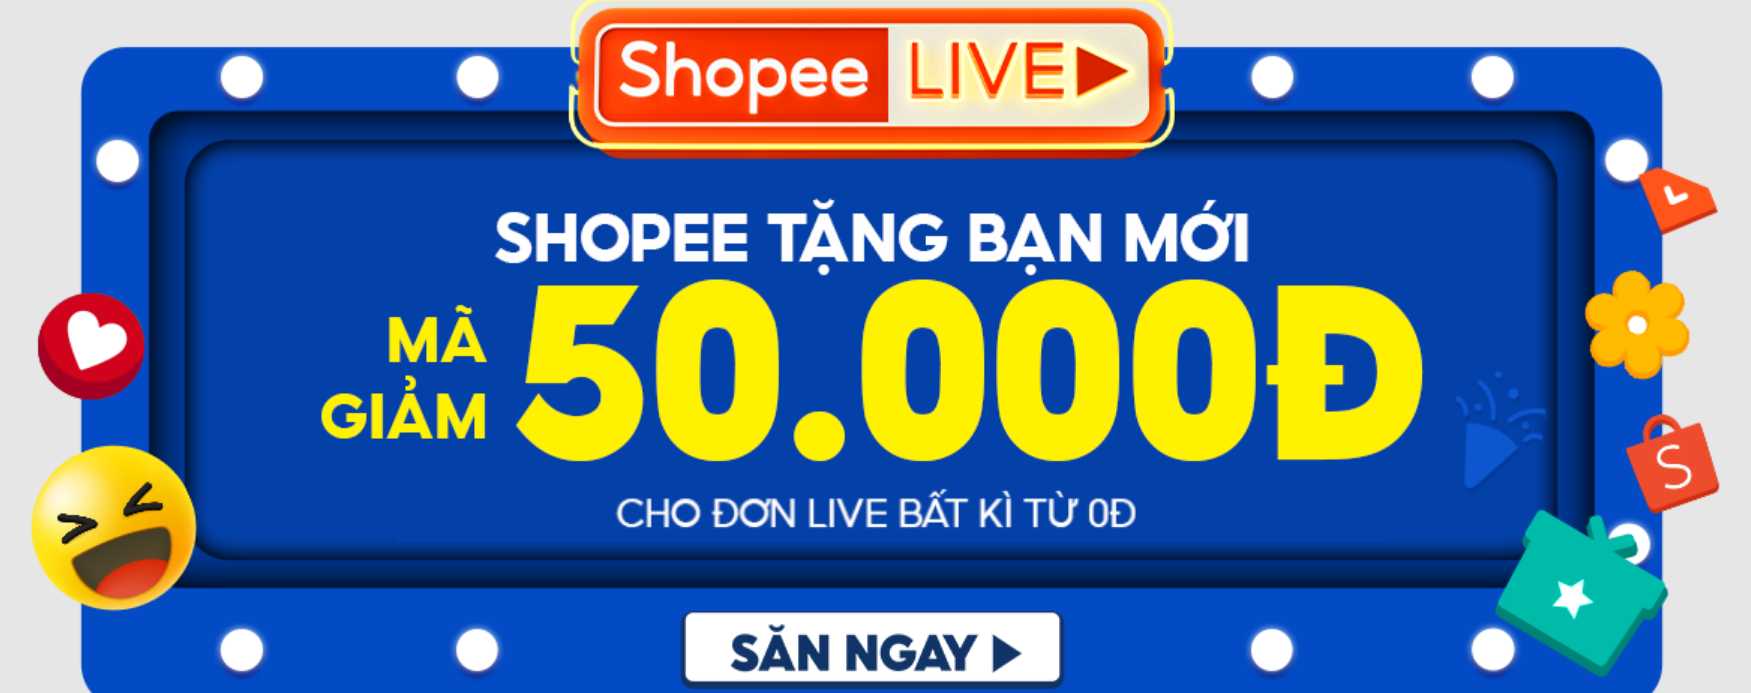 Shopee LIVE
SHOPEE TẶNG BẠN MỚI
MÃ GIẢM 50.000Đ
CHO ĐƠN LIVE BẤT KÌ TỪ 0Đ
SĂN NGAY
S